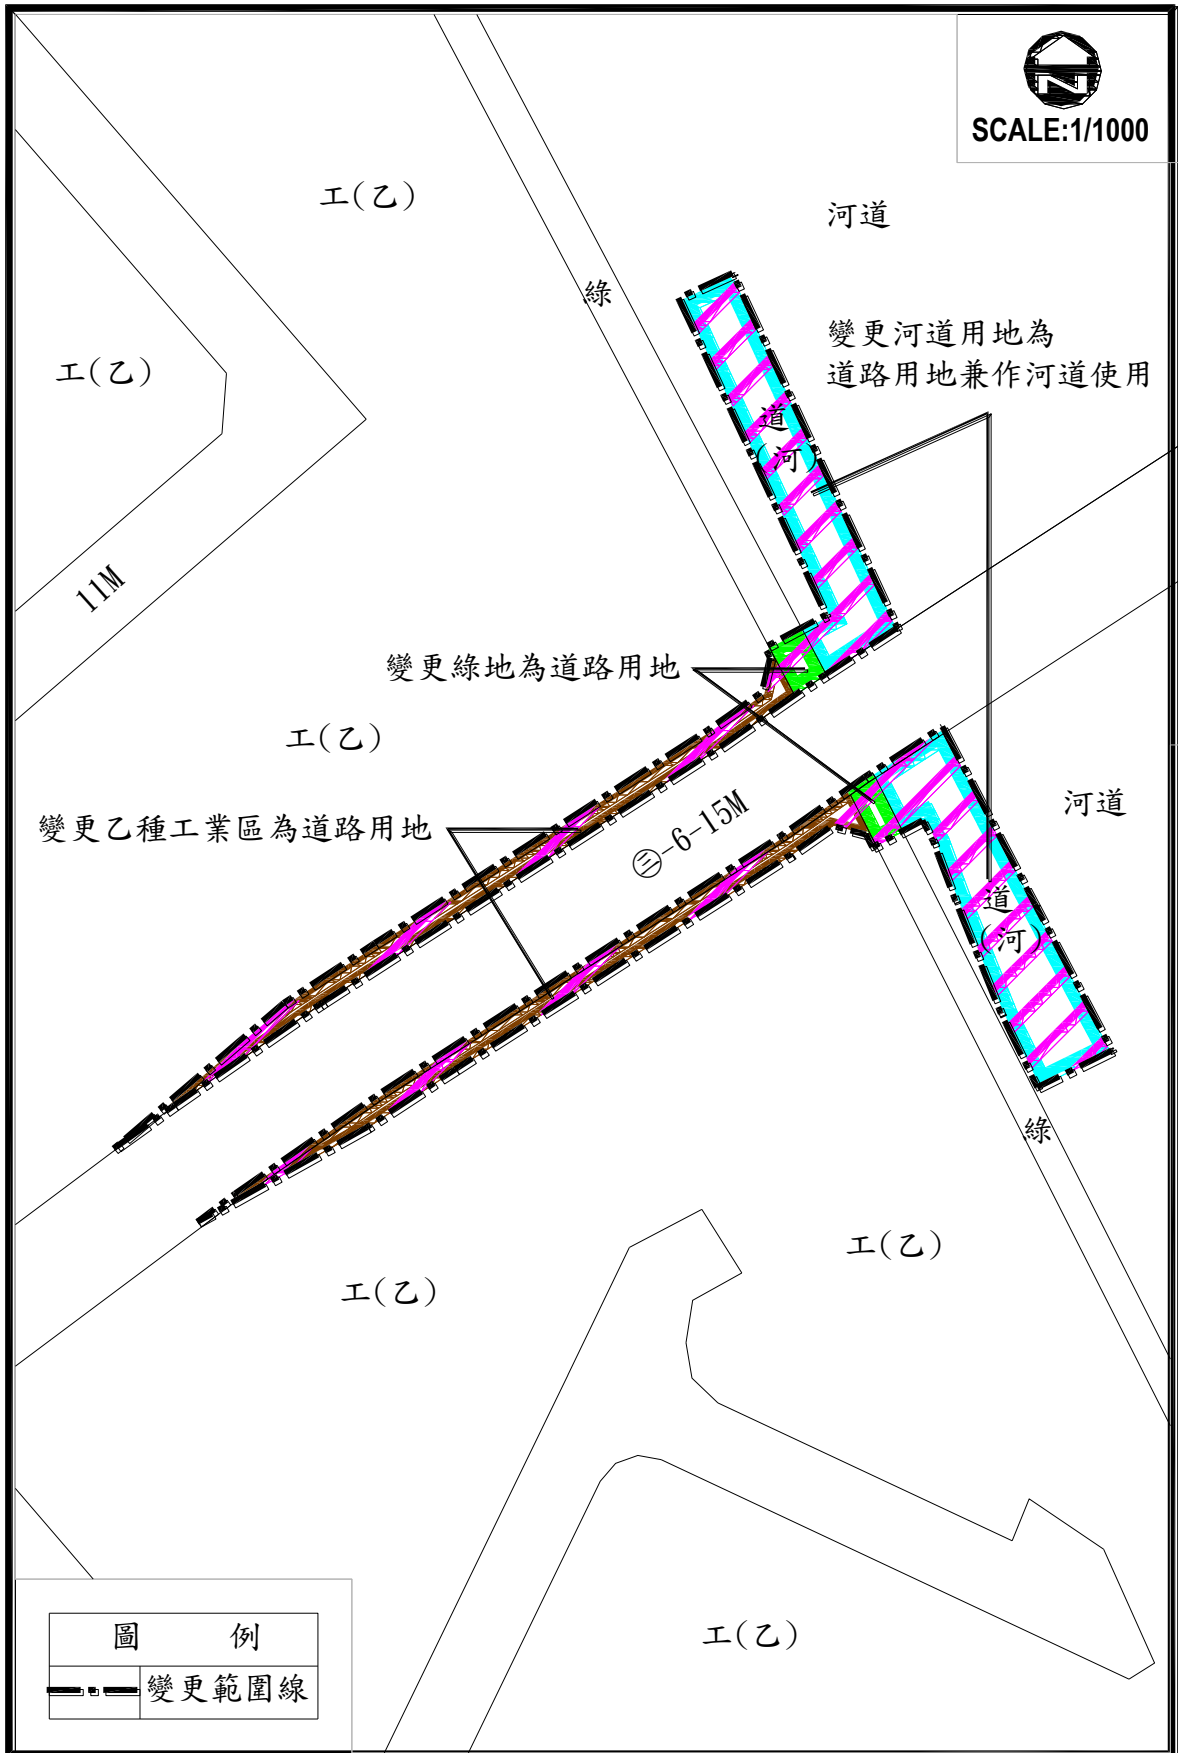 N
SCALE:1/1000
工(乙)
河道
綠
變更河道用地為
道路用地兼作河道使用
工(乙)
道
(河)
11M
變更綠地為道路用地
工(乙)
河道
變更乙種工業區為道路用地
㊂-6-15M
道
(河)
綠
工(乙)
工(乙)
工(乙)
圖 例
變更範圍線